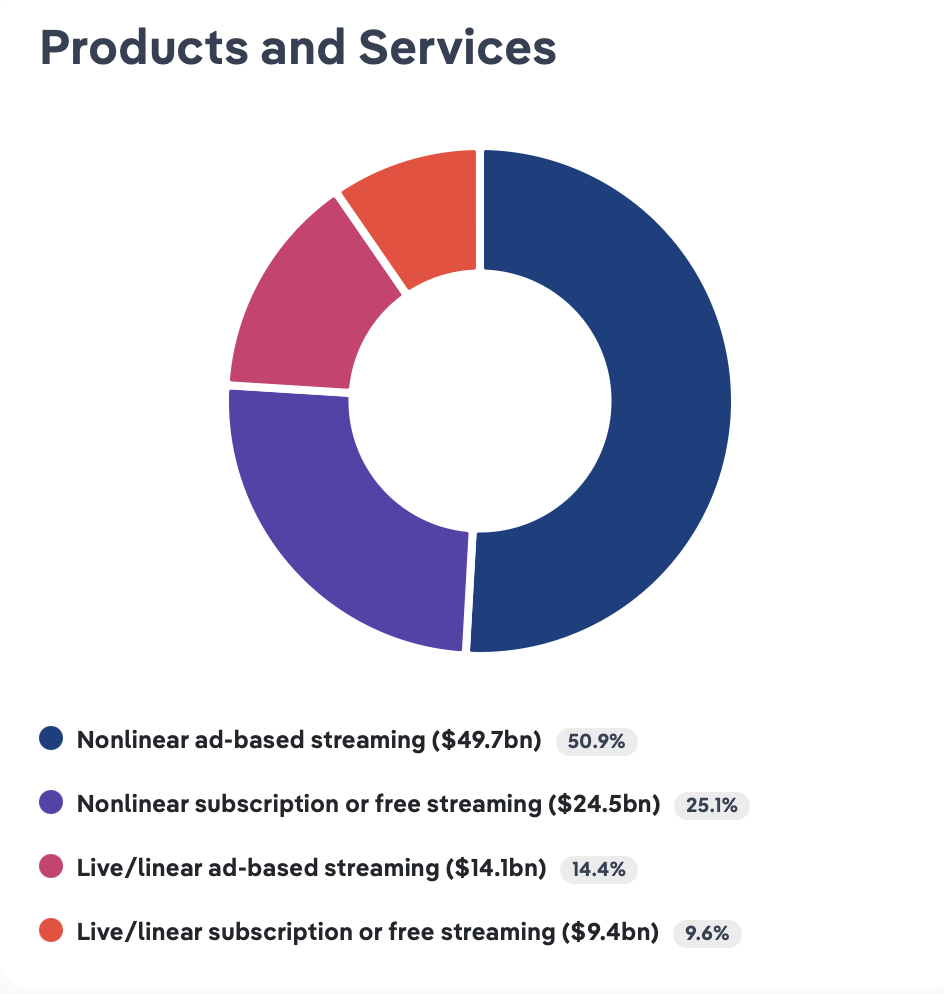 Products and Services
Nonlinear ad-based streaming ($49.7bn) 50.9%
Nonlinear subscription or free streaming ($24.5bn) 25.1%
Live/linear ad-based streaming ($14.1bn) 14.4%
Live/linear subscription or free streaming ($9.4bn) 9.6%